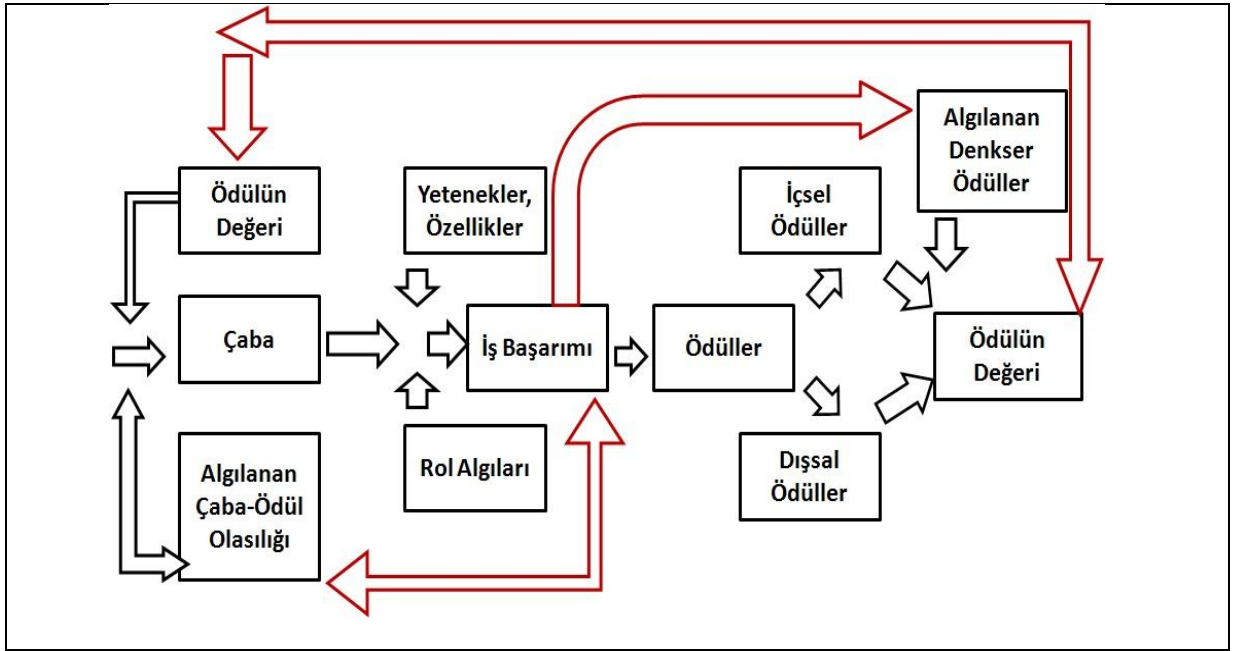 Ödülün
Değeri
Yetenekler,
Özellikler
İçsel
Ödüller
Algılanan
Denkser
Ödüller
Çaba
İş Başarımı
Ödüller
Ödülün
Değeri
Algılanan
Çaba-Ödül
Olasılığı
Rol Algıları
Dışsal
Ödüller